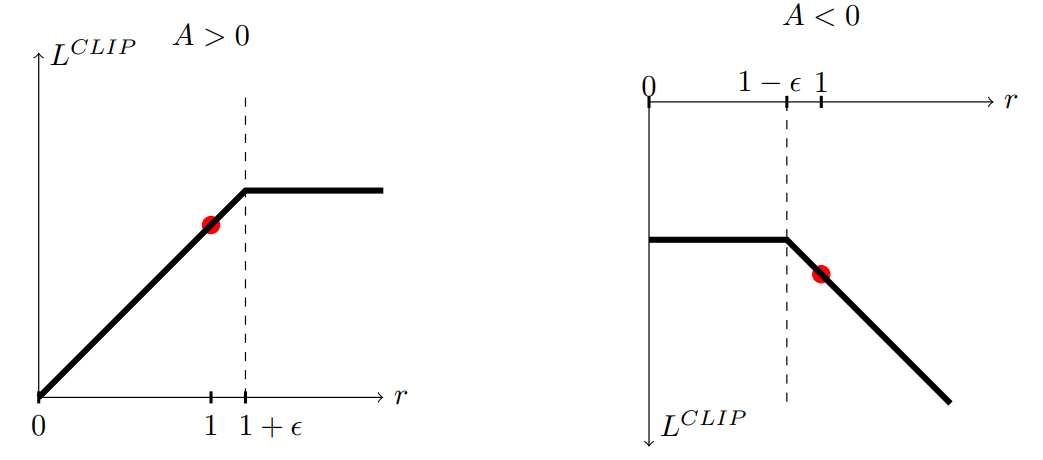 A > 0
L^{CLIP}
r
0
1
1 + ϵ
A < 0
0
1 − ϵ
1
r
L^{CLIP}